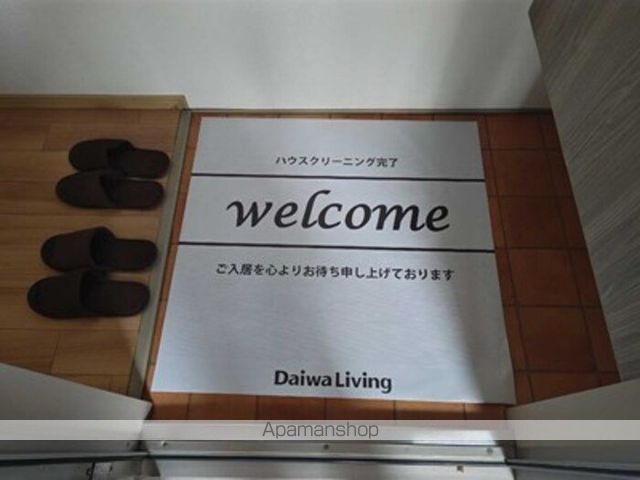 ハウスクリーニング完了
welcome
ご入居を心よりお待ち申し上げております
Daiwa Living
Apamanshop